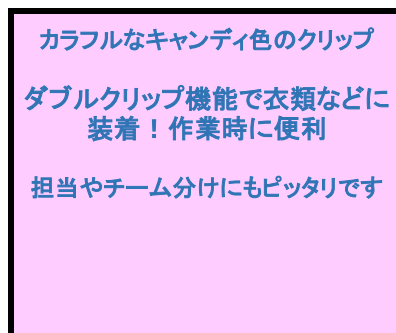 カラフルなキャンディ色のクリップ
ダブルクリップ機能で衣類などに
装着！作業時に便利
担当やチーム分けにもピッタリです